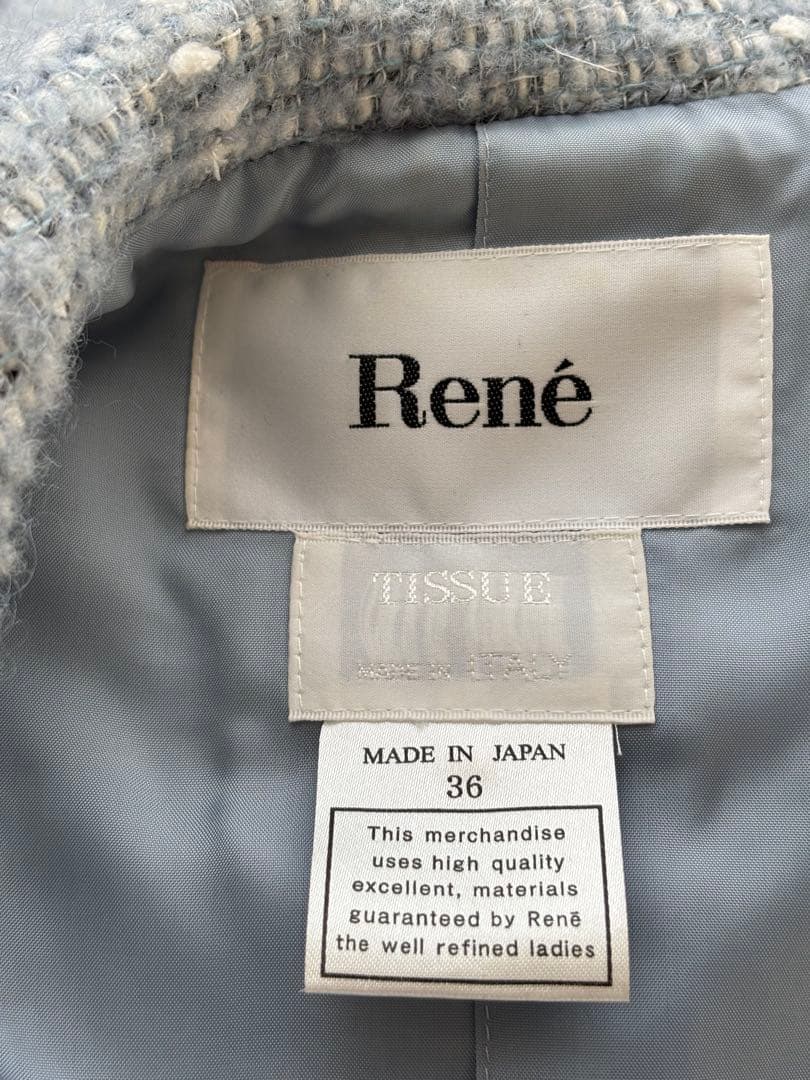 René
TISSUE
MADE IN ITALY
MADE IN JAPAN
36
This merchandise
uses high quality
excellent, materials
guaranteed by Renē
the well refined ladies